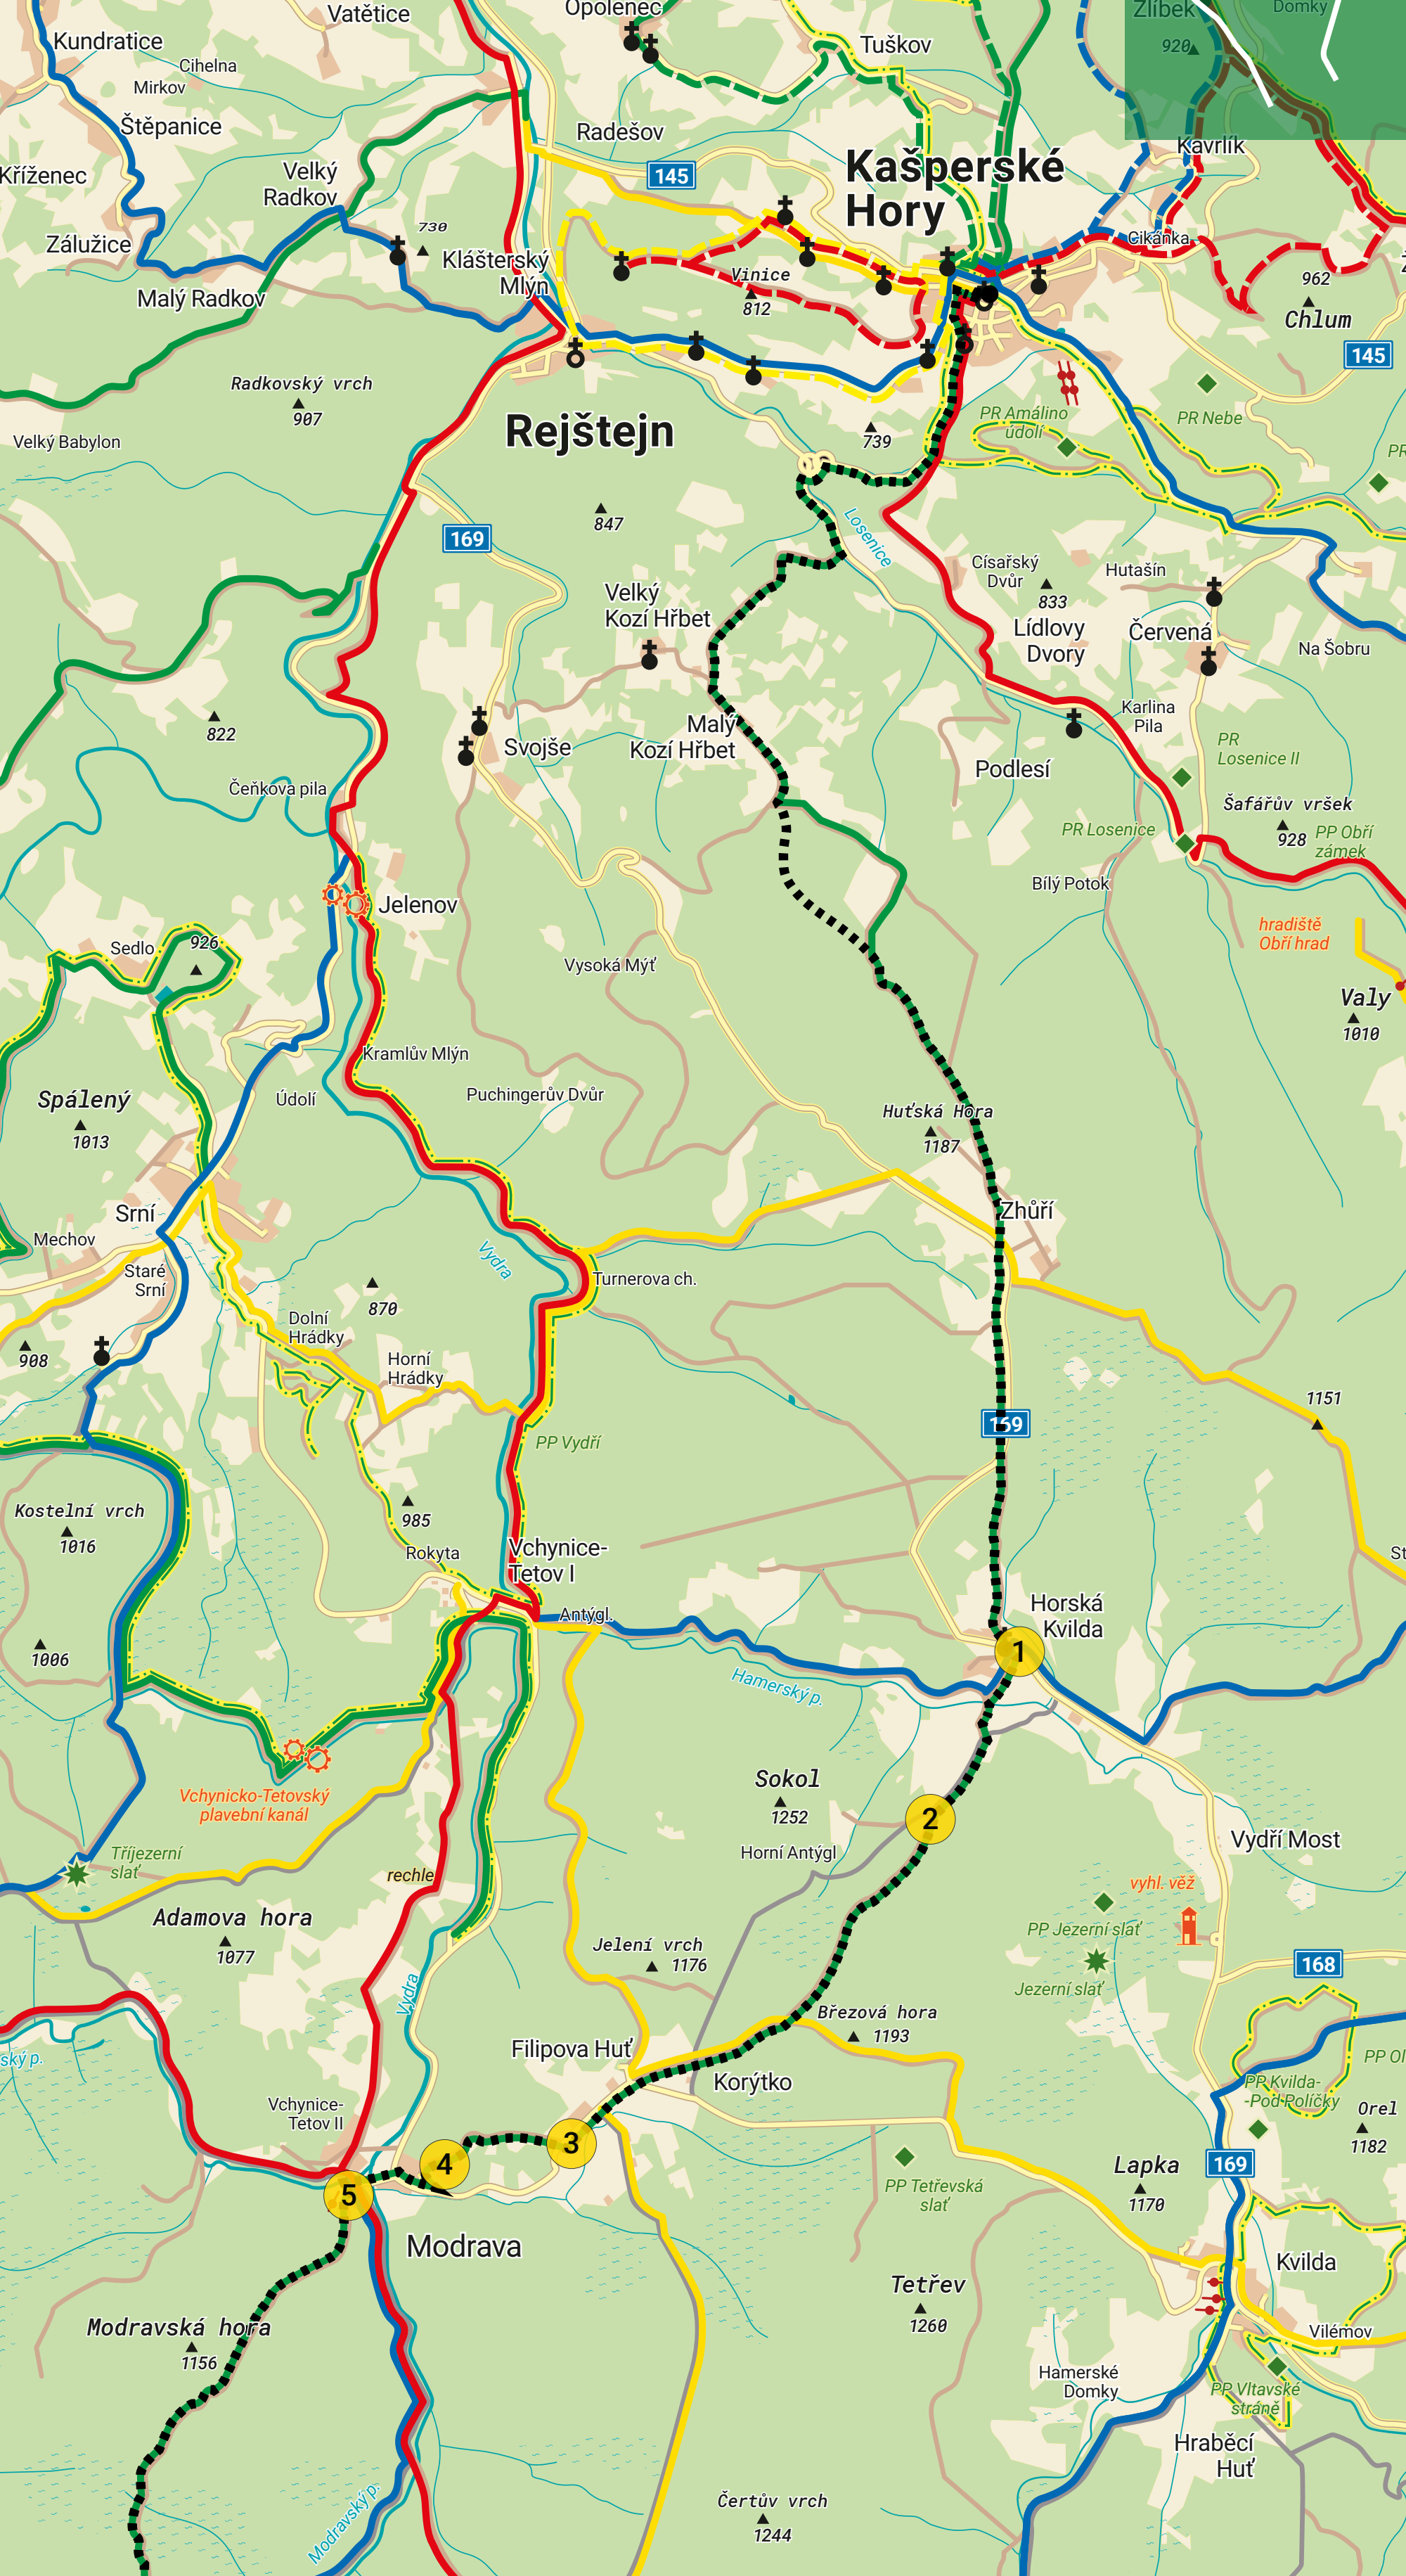 Vatětice
Opolenec
Zlíbek
Domky
Kundratice
Cihelna
Mirkov
Tuškov
920
Štěpanice
Radešov
Kavrlík
Kříženec
Velký
Radkov
145
Kašperské
Hory
730
Zálužice
Klášterský
Mlýn
Cikánka
Malý Radkov
Vinice
812
962
Chlum
145
Radkovský vrch
907
Rejštejn
PR Amálino
údolí
PR Nebe
Velký Babylon
739
PR
847
169
Losenice
Císařský
Dvůr
833
Hutašín
Velký
Kozí Hřbet
Lídlovy
Dvory
Červená
Na Šobru
822
Malý
Kozí Hřbet
Svojše
Karlina
Pila
PR
Losenice II
Podlesí
Čeňkova pila
Šafářův vršek
928
PR Losenice
PP Obří
zámek
Bílý Potok
Jelenov
hradiště
Obří hrad
Sedlo
926
Vysoká Mýť
Valy
1010
Kramlův Mlýn
Puchingerův Dvůr
Spálený
1013
Údolí
Huťská Hora
1187
Srní
Zhůří
Mechov
Staré
Srní
Vydra
Turnerova ch.
870
Dolní
Hrádky
908
Horní
Hrádky
1151
169
PP Vydří
Kostelní vrch
1016
985
Rokyta
Vchynice-
Tetov I
St
Antýgl.
Horská
Kvilda
1006
1
Hamerský p.
Sokol
1252
Vchynicko-Tetovský
plavební kanál
2
Horní Antýgl
Vydří Most
Tříjezerní
slať
rechle
vyhl. věž
Adamova hora
1077
PP Jezerní slať
Jelení vrch
1176
168
Jezerní slať
Vydra
Březová hora
1193
ský p.
Filipova Huť
Korýtko
PP Ol
PP Kvilda-
-Pod Políčky
Orel
1182
Vchynice-
Tetov II
3
4
5
PP Tetřevská
slať
Lapka
1170
169
Modrava
Kvilda
Tetřev
1260
Modravská hora
1156
Vilémov
Hamerské
Domky
PP Vltavské
stráně
Hraběcí
Huť
Modravský p.
Čertův vrch
1244